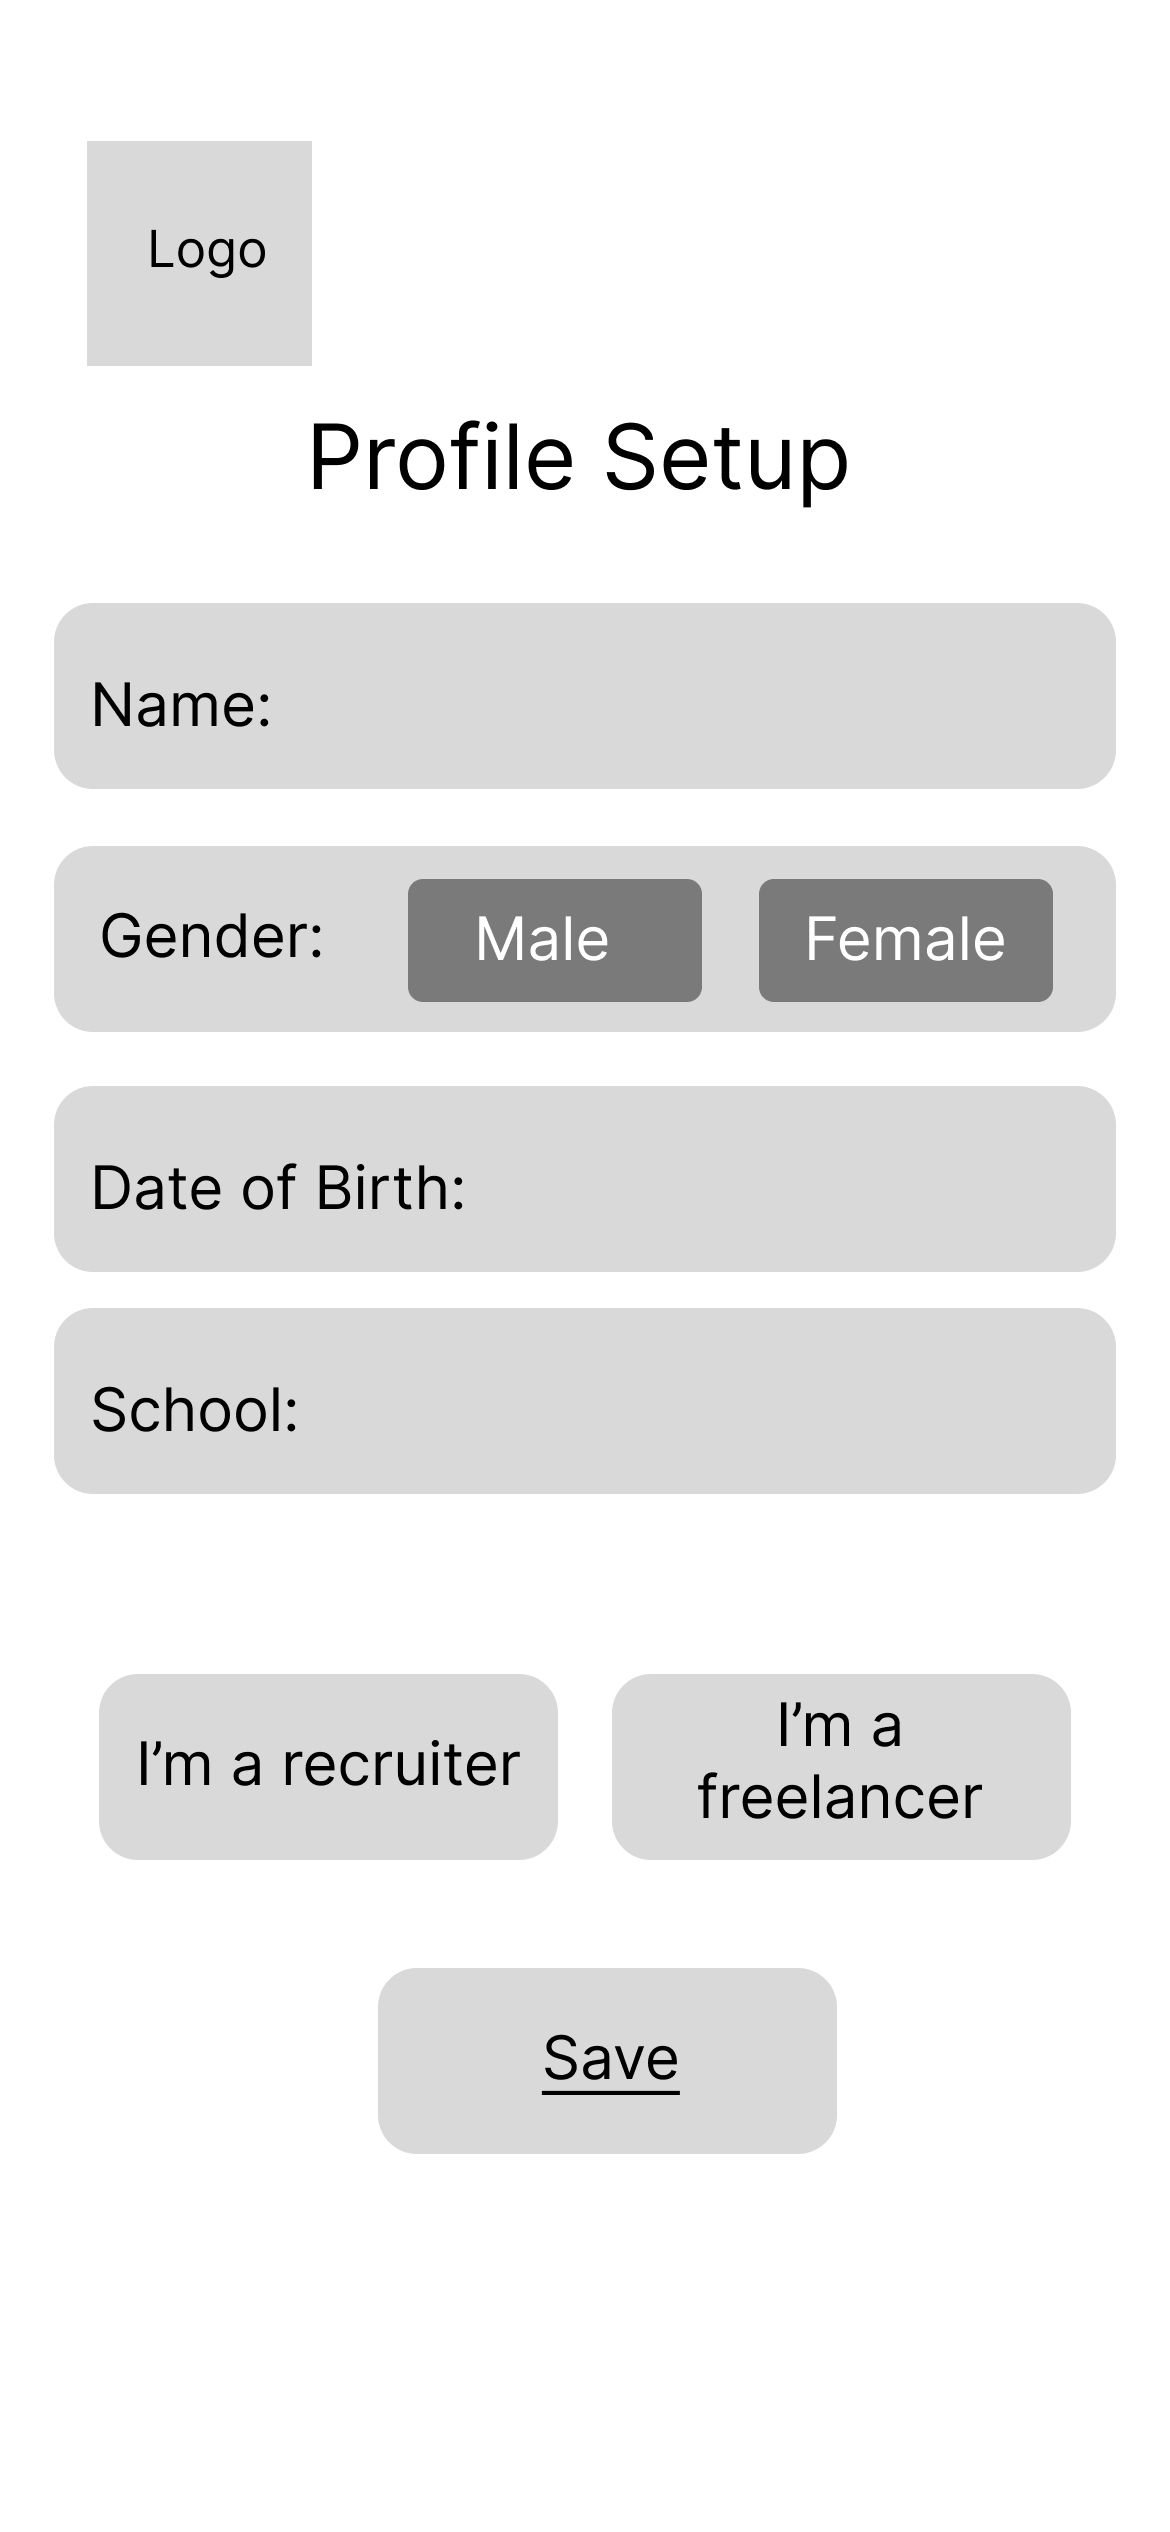 Logo
Profile Setup
Name:
Gender: Male Female
Date of Birth:
School:
I’m a recruiter
I’m a
freelancer
Save